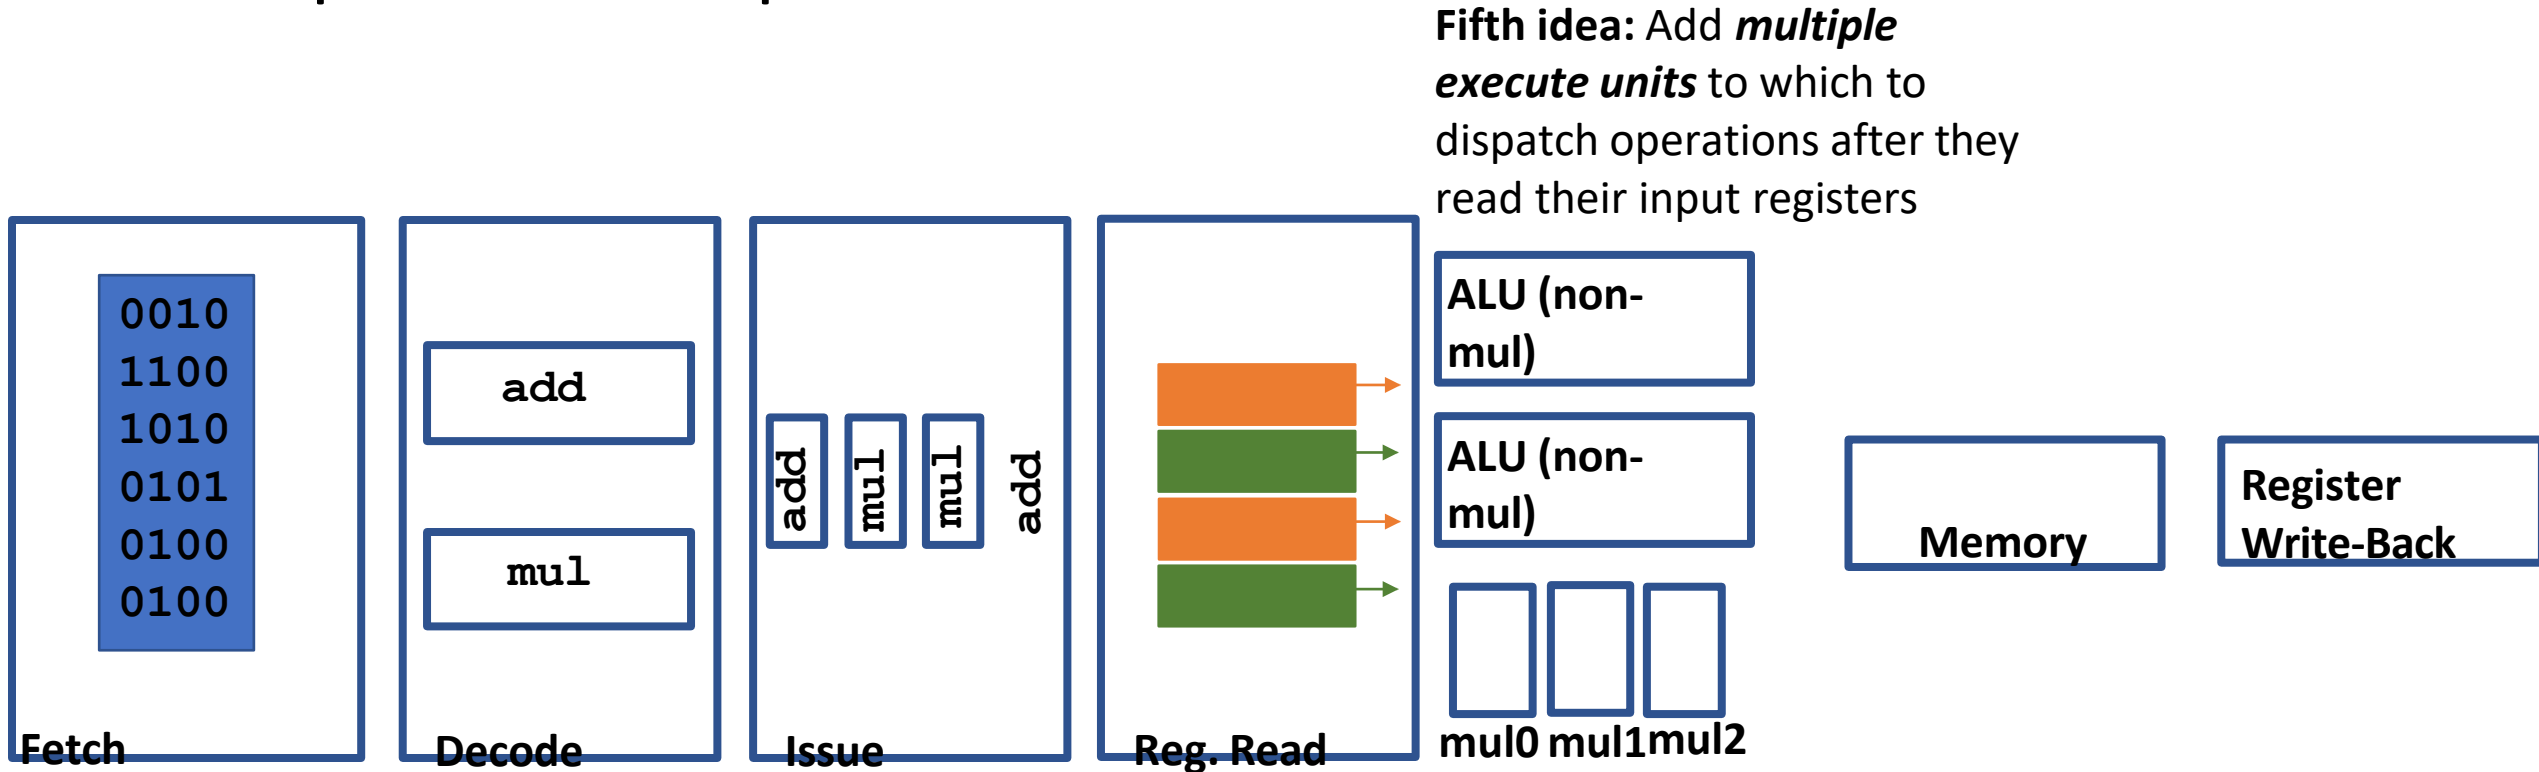 Fifth idea: Add multiple
execute units to which to
dispatch operations after they
read their input registers
0010
1100
1010
0101
0100
0100
Fetch
add
mul
Decode
add
mul
mul
add
Issue
Reg. Read
ALU (non-
mul)
ALU (non-
mul)
mul0
mul1
mul2
Memory
Register
Write-Back